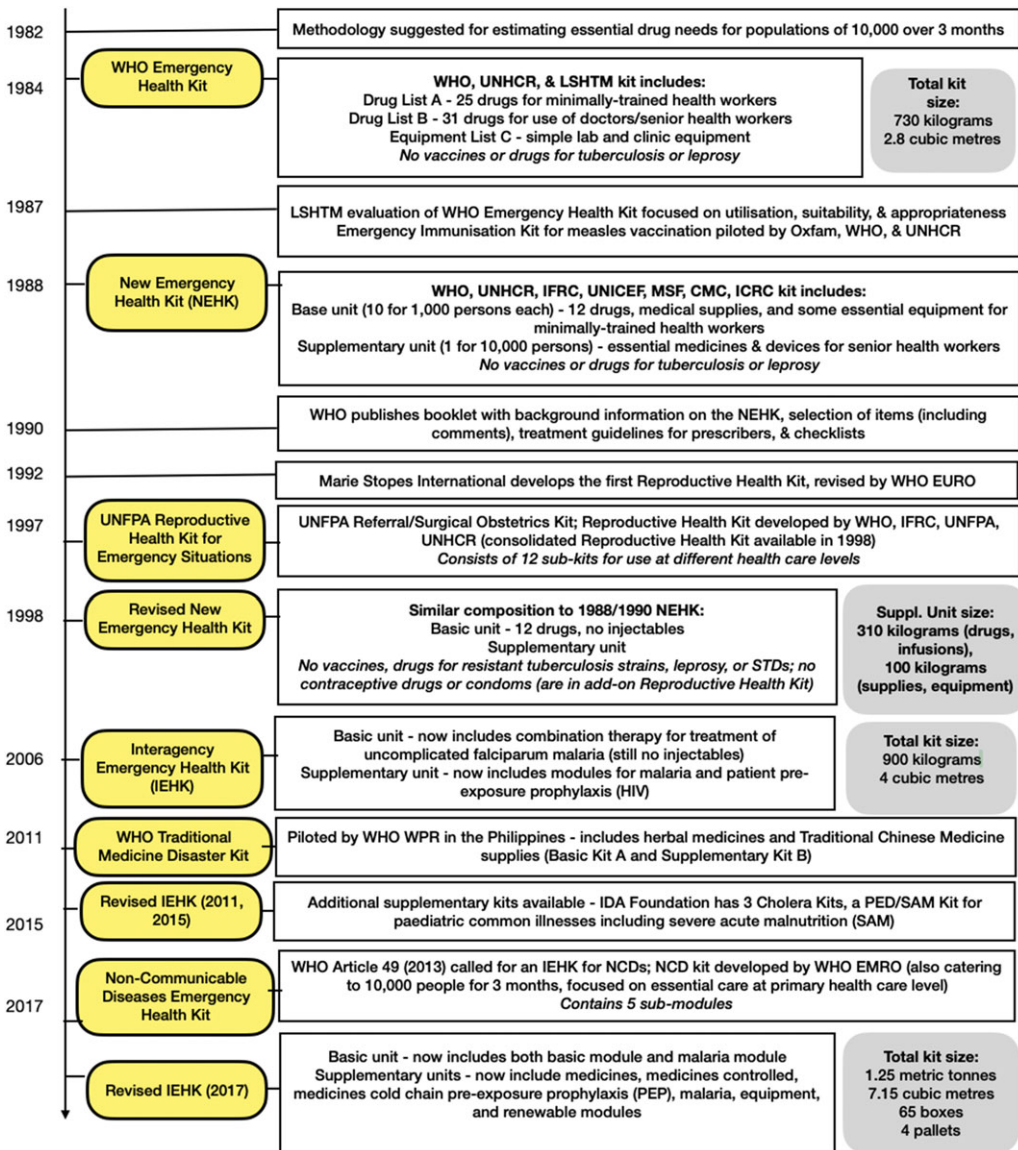 1982
Methodology suggested for estimating essential drug needs for populations of 10,000 over 3 months
WHO Emergency
Health Kit
1984
WHO, UNHCR, & LSHTM kit includes:
Drug List A - 25 drugs for minimally-trained health workers
Drug List B - 31 drugs for use of doctors/senior health workers
Equipment List C - simple lab and clinic equipment
No vaccines or drugs for tuberculosis or leprosy
Total kit
size:
730 kilograms
2.8 cubic metres
1987
LSHTM evaluation of WHO Emergency Health Kit focused on utilisation, suitability, & appropriateness
Emergency Immunisation Kit for measles vaccination piloted by Oxfam, WHO, & UNHCR
1988
New Emergency
Health Kit (NEHK)
WHO, UNHCR, IFRC, UNICEF, MSF, CMC, ICRC kit includes:
Base unit (10 for 1,000 persons each) - 12 drugs, medical supplies, and some essential equipment for
minimally-trained health workers
Supplementary unit (1 for 10,000 persons) - essential medicines & devices for senior health workers
No vaccines or drugs for tuberculosis or leprosy
1990
WHO publishes booklet with background information on the NEHK, selection of items (including
comments), treatment guidelines for prescribers, & checklists
1992
Marie Stopes International develops the first Reproductive Health Kit, revised by WHO EURO
1997
UNFPA Reproductive
Health Kit for
Emergency Situations
UNFPA Referral/Surgical Obstetrics Kit; Reproductive Health Kit developed by WHO, IFRC, UNFPA,
UNHCR (consolidated Reproductive Health Kit available in 1998)
Consists of 12 sub-kits for use at different health care levels
1998
Revised New
Emergency Health Kit
Similar composition to 1988/1990 NEHK:
Basic unit - 12 drugs, no injectables
Supplementary unit
No vaccines, drugs for resistant tuberculosis strains, leprosy, or STDs; no
contraceptive drugs or condoms (are in add-on Reproductive Health Kit)
Suppl. Unit size:
310 kilograms (drugs,
infusions),
100 kilograms
(supplies, equipment)
2006
Interagency
Emergency Health Kit
(IEHK)
Basic unit - now includes combination therapy for treatment of
uncomplicated falciparum malaria (still no injectables)
Supplementary unit - now includes modules for malaria and patient pre-
exposure prophylaxis (HIV)
Total kit size:
900 kilograms
4 cubic metres
2011
WHO Traditional
Medicine Disaster Kit
Piloted by WHO WPR in the Philippines - includes herbal medicines and Traditional Chinese Medicine
supplies (Basic Kit A and Supplementary Kit B)
Revised IEHK (2011,
2015)
2015
Additional supplementary kits available - IDA Foundation has 3 Cholera Kits, a PED/SAM Kit for
paediatric common illnesses including severe acute malnutrition (SAM)
Non-Communicable
Diseases Emergency
Health Kit
2017
WHO Article 49 (2013) called for an IEHK for NCDs; NCD kit developed by WHO EMRO (also catering
to 10,000 people for 3 months, focused on essential care at primary health care level)
Contains 5 sub-modules
Revised IEHK (2017)
Basic unit - now includes both basic module and malaria module
Supplementary units - now include medicines, medicines controlled,
medicines cold chain pre-exposure prophylaxis (PEP), malaria, equipment,
and renewable modules
Total kit size:
1.25 metric tonnes
7.15 cubic metres
65 boxes
4 pallets